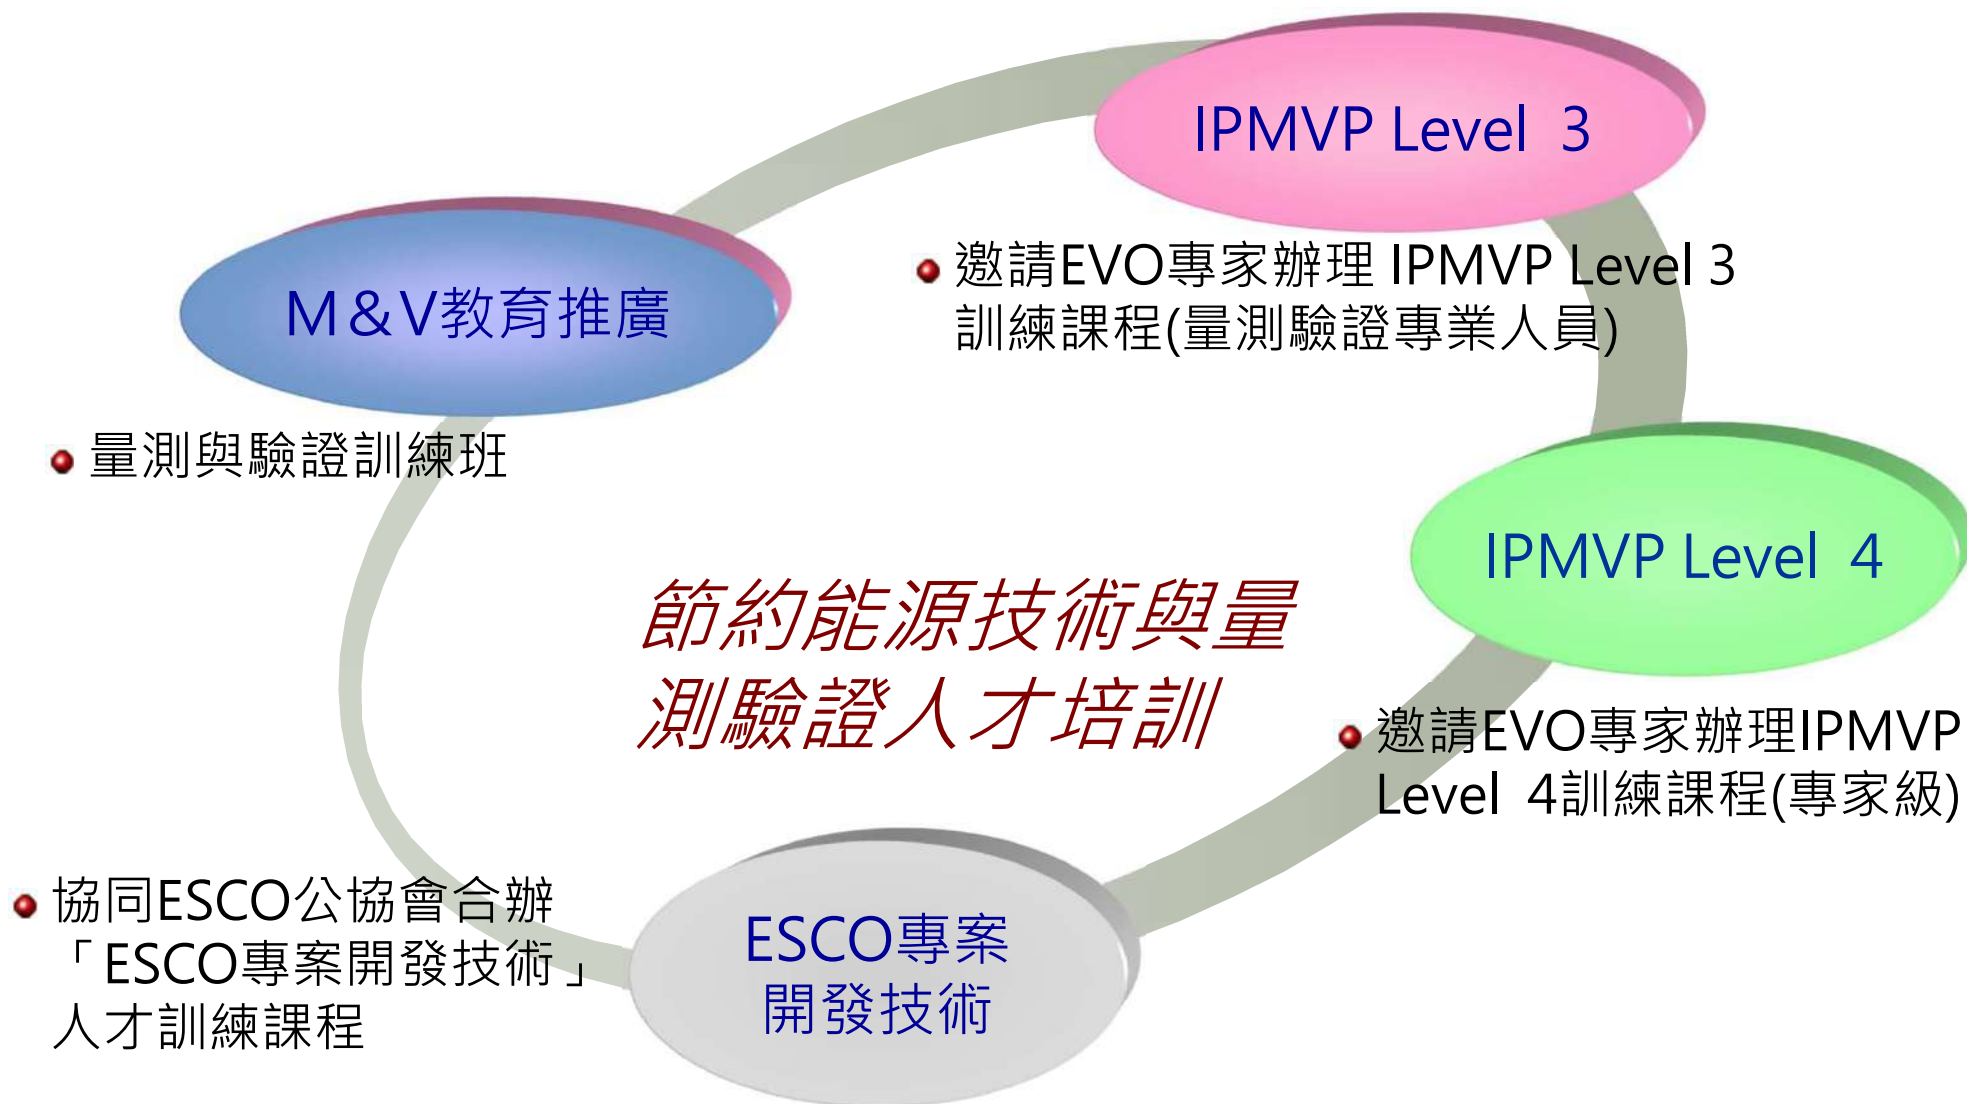 IPMVP Level 3
邀請EVO專家辦理 IPMVP Level 3
訓練課程(量測驗證專業人員)
M&V教育推廣
量測與驗證訓練班
IPMVP Level 4
邀請EVO專家辦理IPMVP
Level 4訓練課程(專家級)
節約能源技術與量
測驗證人才培訓
ESCO專案
開發技術
協同ESCO公協會合辦
「ESCO專案開發技術」
人才訓練課程